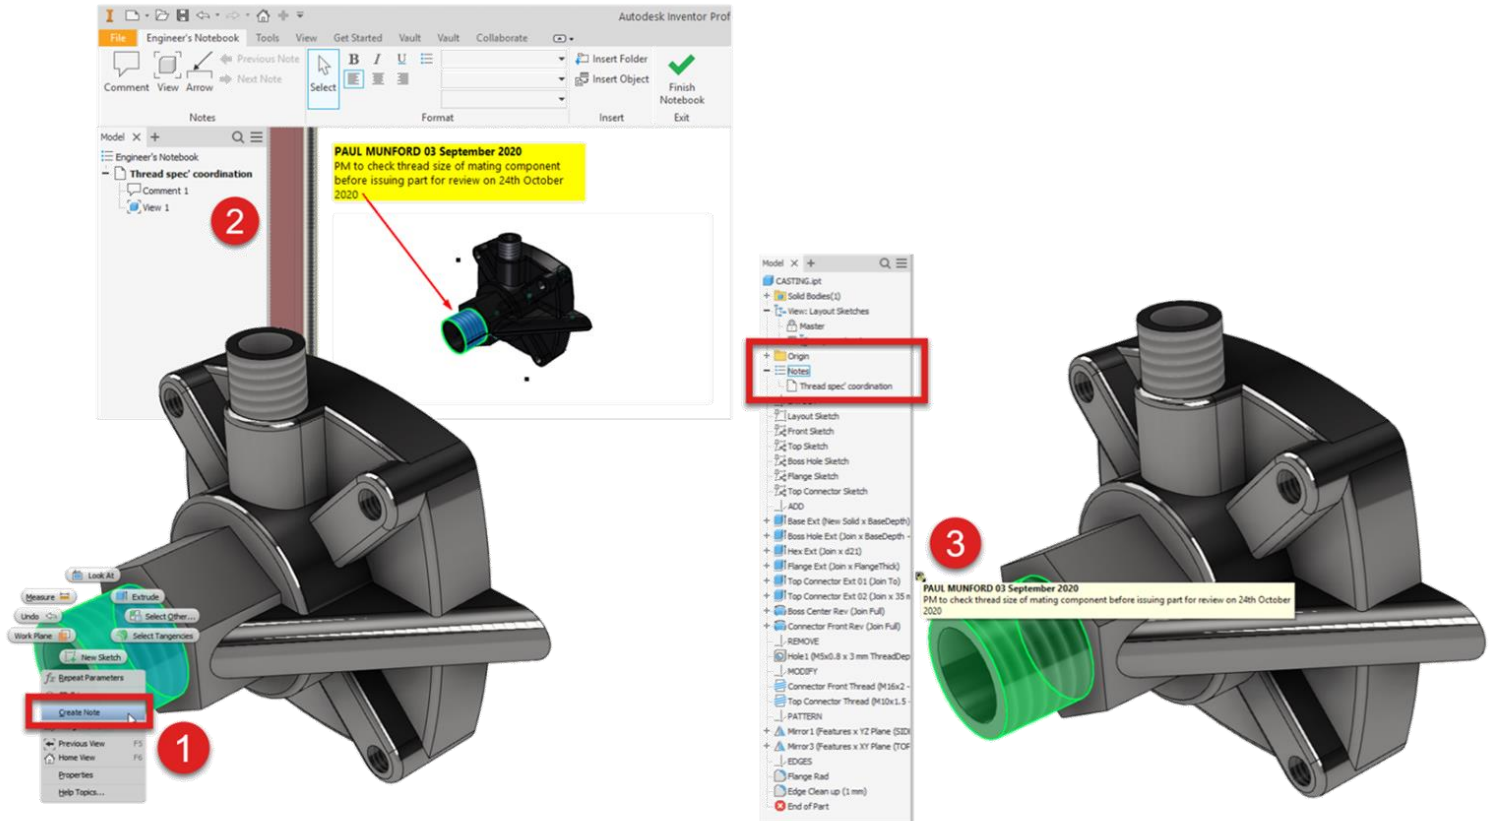 Autodesk Inventor Prof
File Engineer's Notebook Tools View Get Started Vault Vault Collaborate
Comment View Arrow
Previous Note
Next Note
Notes
Select
B I U
Format
Insert Folder
Insert Object
Insert
Finish
Notebook
Exit
Model
Engineer's Notebook
Thread spec' coordination
Comment 1
View 1
2
PAUL MUNFORD 03 September 2020
PM to check thread size of mating component
before issuing part for review on 24th October
2020
Look At
Measure
Extrude
Undo
Select Other...
Work Plane
Select Tangencies
New Sketch
Repeat Parameters
Create Note
Previous View F5
Home View F6
Properties
Help Topics...
1
Model
CASTING.ipt
Solid Bodies(1)
View: Layout Sketches
Master
Origin
Notes
Thread spec' coordination
Layout Sketch
Front Sketch
Top Sketch
Boss Hole Sketch
Flange Sketch
Top Connector Sketch
ADD
Base Ext (New Solid x BaseDepth)
Boss Hole Ext (Join x BaseDepth -
Hex Ext (Join x d21)
Flange Ext (Join x FlangeThick)
Top Connector Ext 01 (Join To)
Top Connector Ext 02 (Join x 35 m
Boss Center Rev (Join Full)
Connector Front Rev (Join Full)
REMOVE
Hole1 (M5x0.8 x 3 mm ThreadDep
MODIFY
Connector Front Thread (M16x2 -
Top Connector Thread (M10x1.5 -
PATTERN
Mirror1 (Features x YZ Plane (SIDE
Mirror3 (Features x XY Plane (TOP
EDGES
Flange Rad
Edge Clean up (1 mm)
End of Part
3
PAUL MUNFORD 03 September 2020
PM to check thread size of mating component before issuing part for review on 24th October
2020